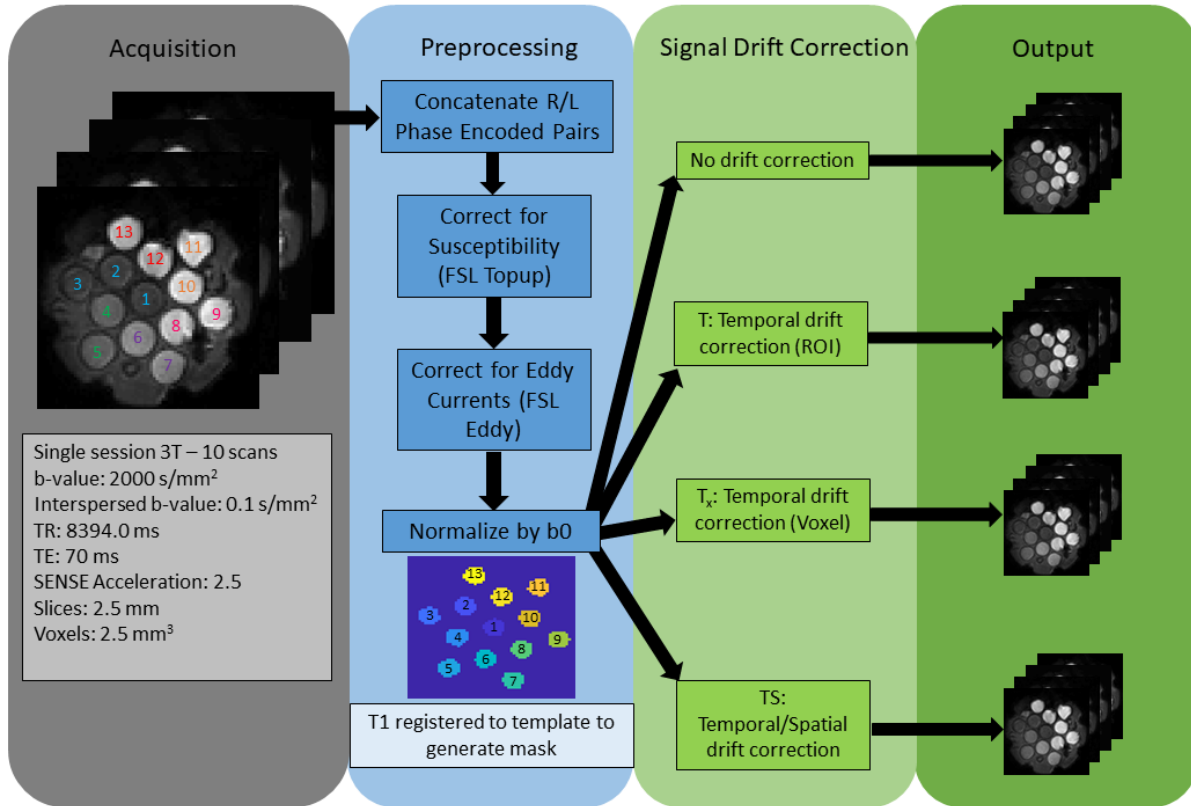 Acquisition
13
11
12
2
3
10
1
4
9
8
6
5
7
Single session 3T – 10 scans
b-value: 2000 s/mm²
Interspersed b-value: 0.1 s/mm²
TR: 8394.0 ms
TE: 70 ms
SENSE Acceleration: 2.5
Slices: 2.5 mm
Voxels: 2.5 mm³
Preprocessing
Concatenate R/L
Phase Encoded Pairs
Correct for
Susceptibility
(FSL Topup)
Correct for Eddy
Currents (FSL
Eddy)
Normalize by b0
13
11
12
2
3
10
1
4
9
8
6
5
7
T1 registered to template to
generate mask
Signal Drift Correction
No drift correction
T: Temporal drift
correction (ROI)
Tₓ: Temporal drift
correction (Voxel)
TS:
Temporal/Spatial
drift correction
Output